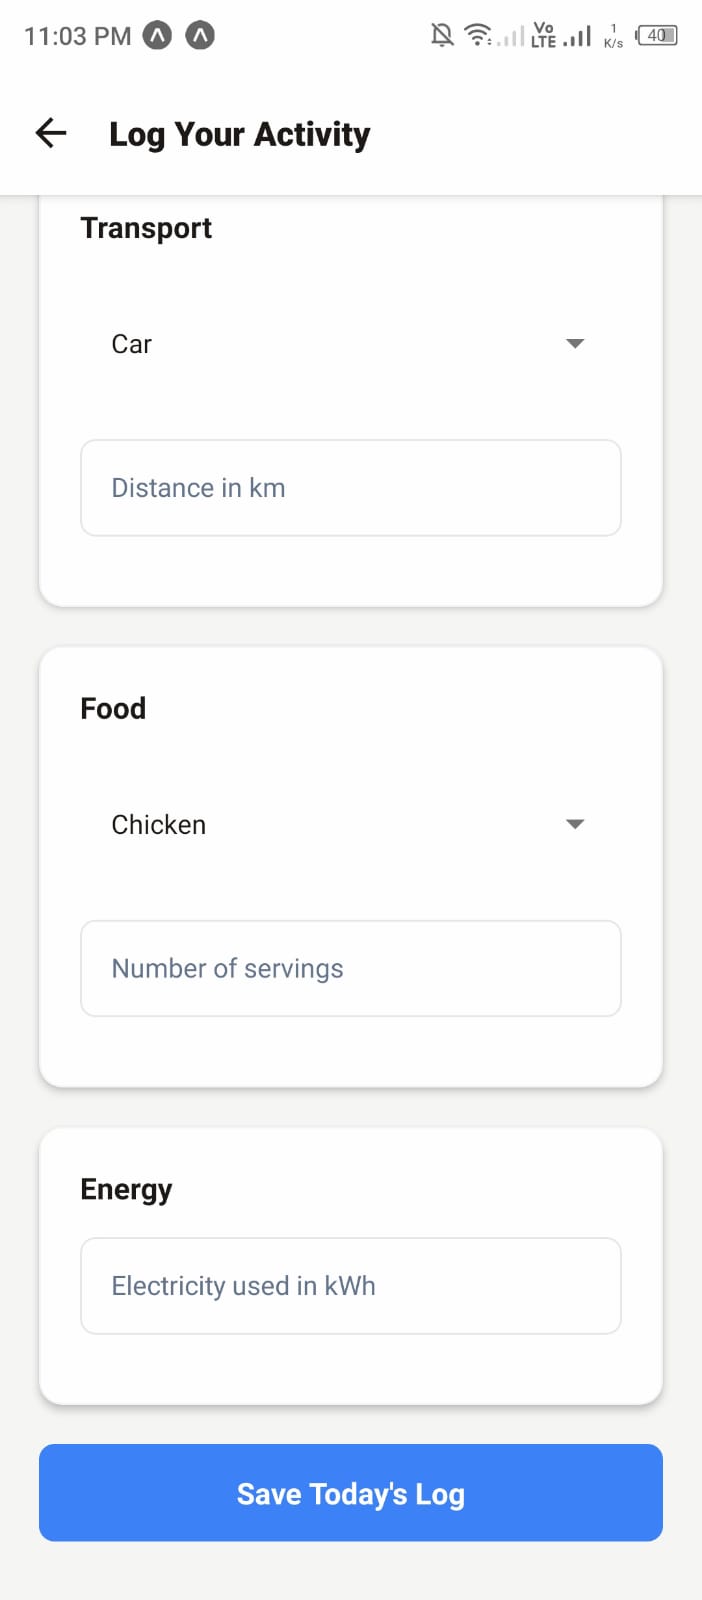 11:03 PM
Vo LTE 1 K/s 40
Log Your Activity
Transport
Car
Distance in km
Food
Chicken
Number of servings
Energy
Electricity used in kWh
Save Today's Log